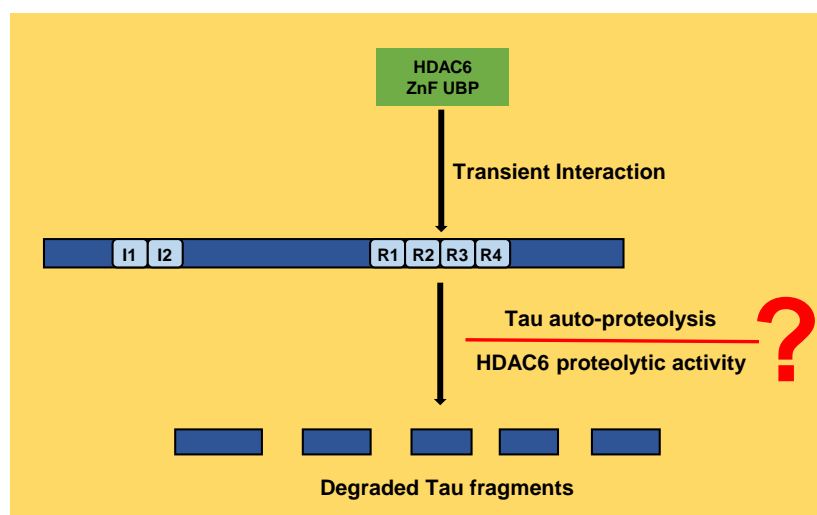 HDAC6
ZnF UBP
Transient Interaction
I1 I2 R1 R2 R3 R4
Tau auto-proteolysis
?
HDAC6 proteolytic activity
Degraded Tau fragments